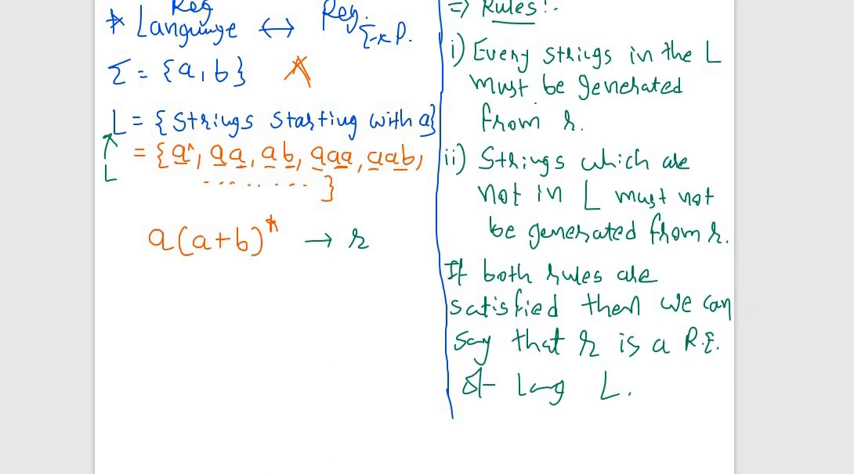 * Reg Language ↔ Reg. Exp.
Σ = {a,b}
L = {Strings starting with a}
= {a, aa, ab, aaa, aab,
........ }
L
a(a+b)* → r
⇒ Rules:-
i) Every strings in the L
must be generated
from r.
ii) Strings which are
not in L must not
be generated from r.
If both rules are
satisfied then we can
say that r is a R.E.
of Lang L.